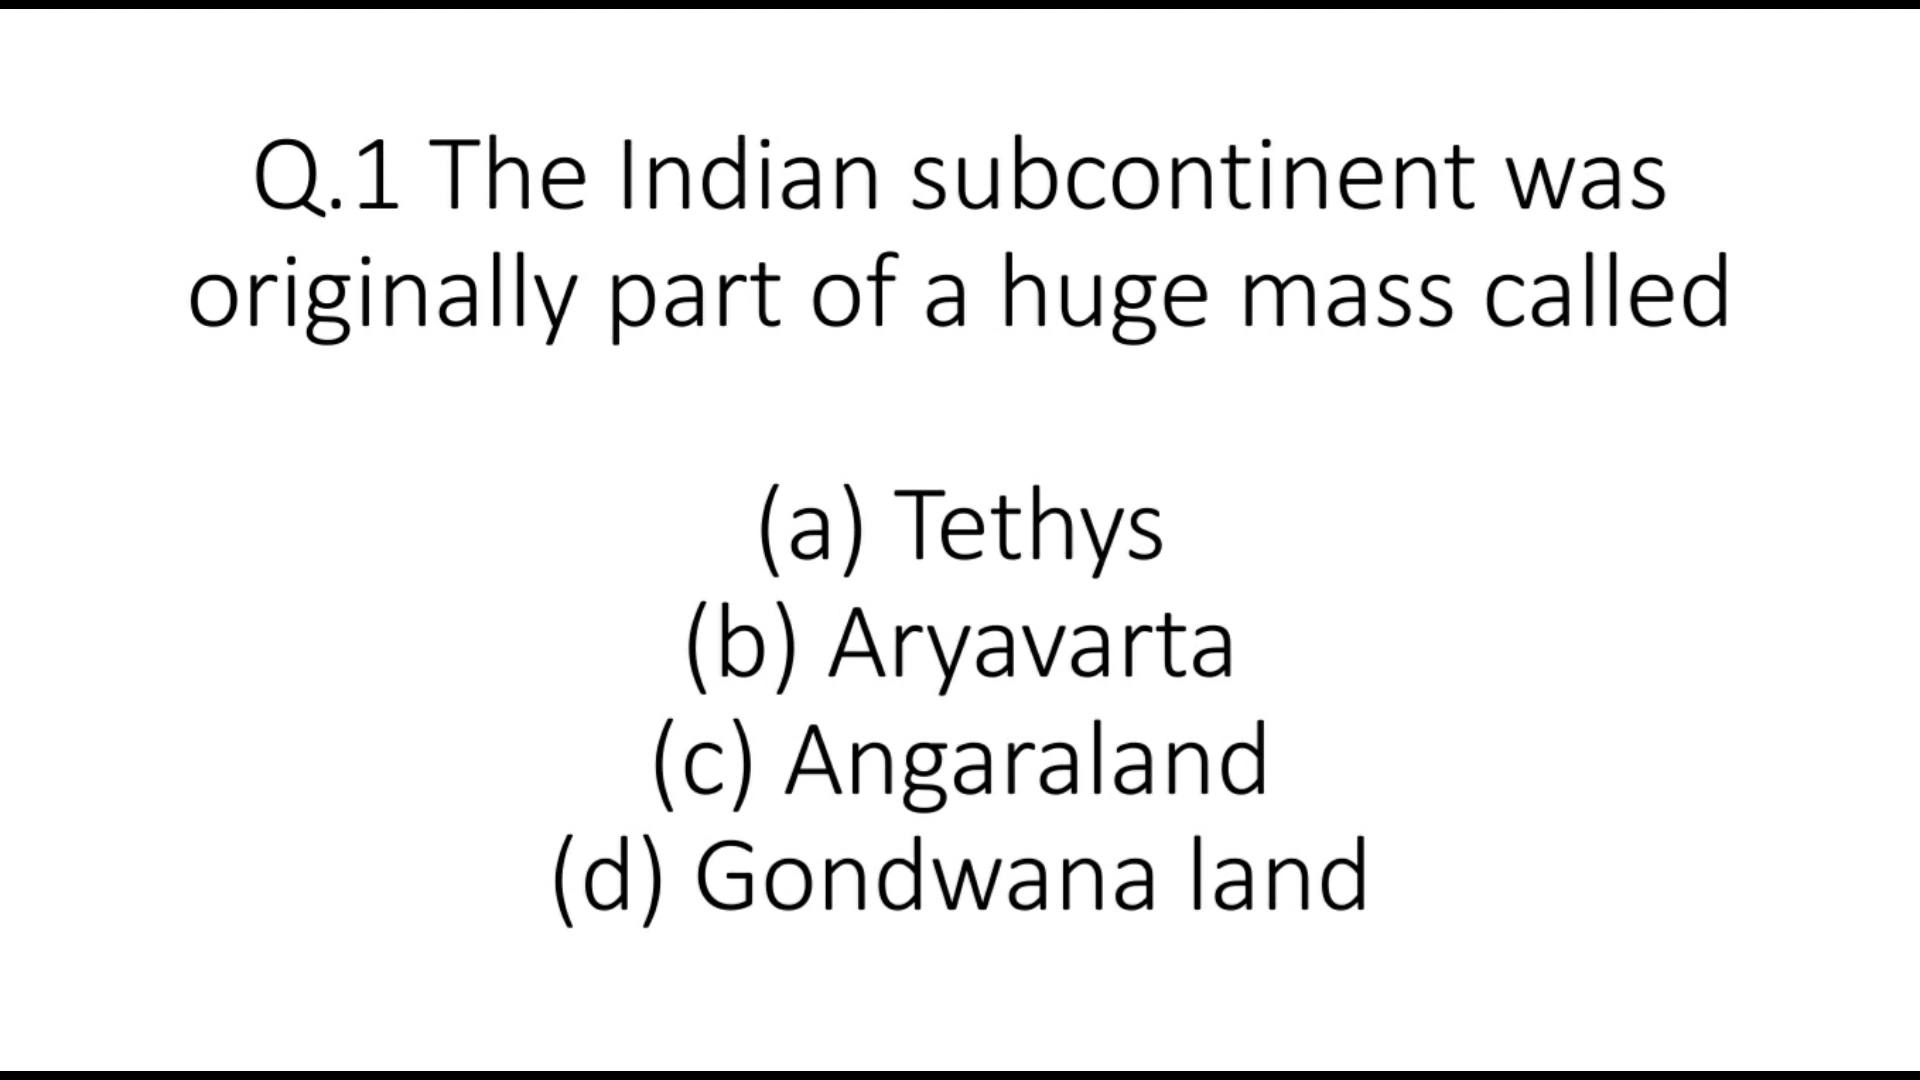 Q.1 The Indian subcontinent was
originally part of a huge mass called
(a) Tethys
(b) Aryavarta
(c) Angaraland
(d) Gondwana land